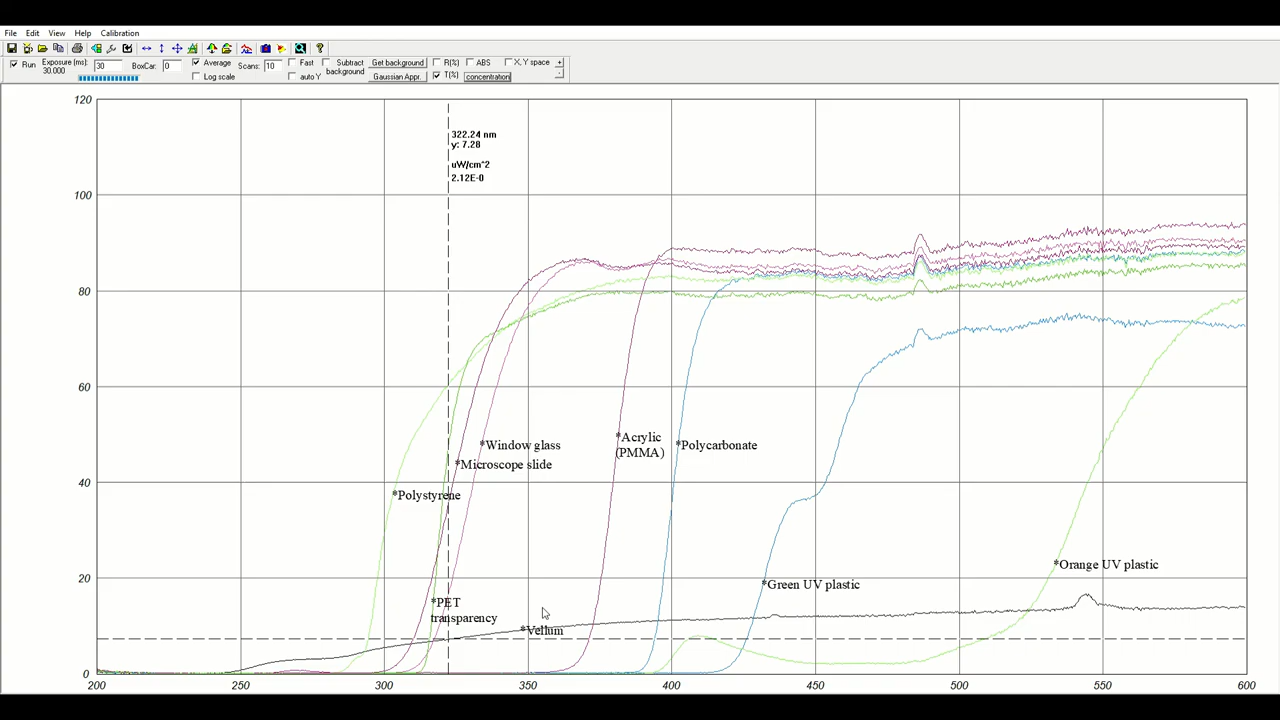 File Edit View Help Calibration
Run Exposure (ms): 30 BoxCar: 0 Average Scans: 10 Fast Subtract background Get background R(%) ABS X, Y space +
30.000 Log scale auto Y Gaussian Appr. T(%) concentration -
120
322.24 nm
y: 7.28
uW/cm^2
2.12E-0
100
80
60
*Window glass
*Acrylic
(PMMA)
*Polycarbonate
*Microscope slide
40
*Polystyrene
20
*Orange UV plastic
*Green UV plastic
*PET
transparency
*Vellum
0
200 250 300 350 400 450 500 550 600